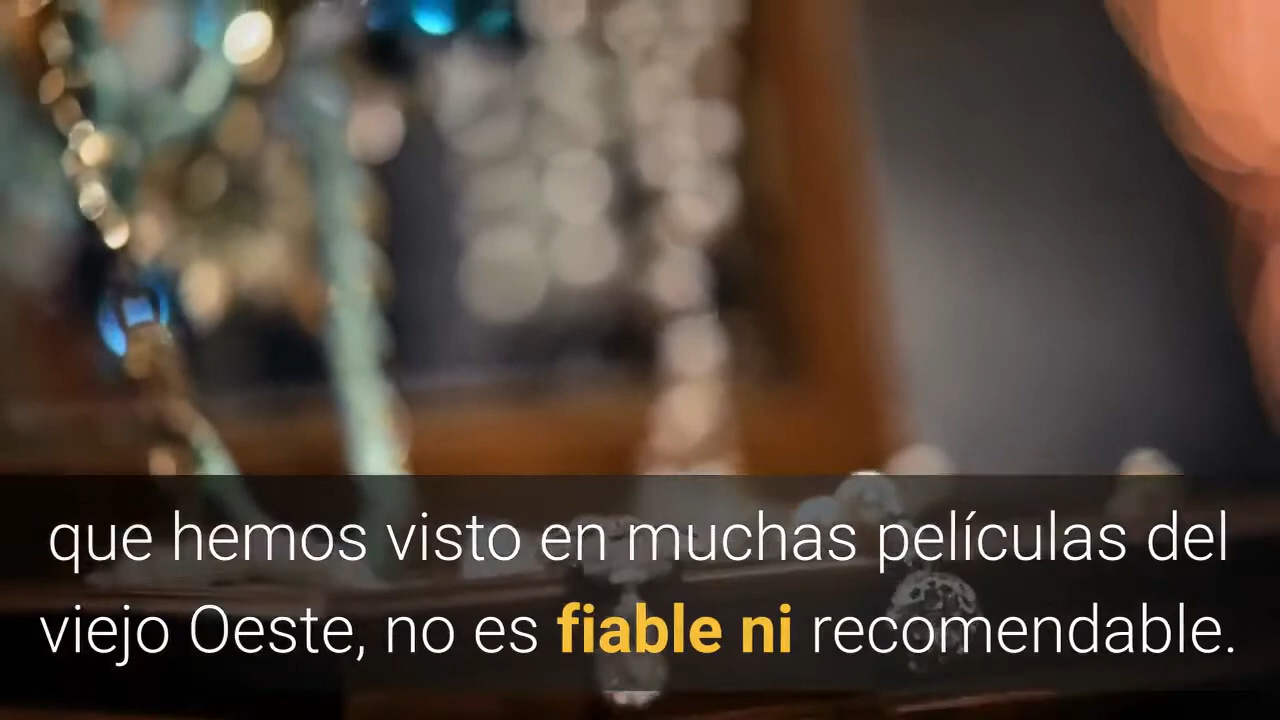 que hemos visto en muchas películas del
viejo Oeste, no es fiable ni recomendable.